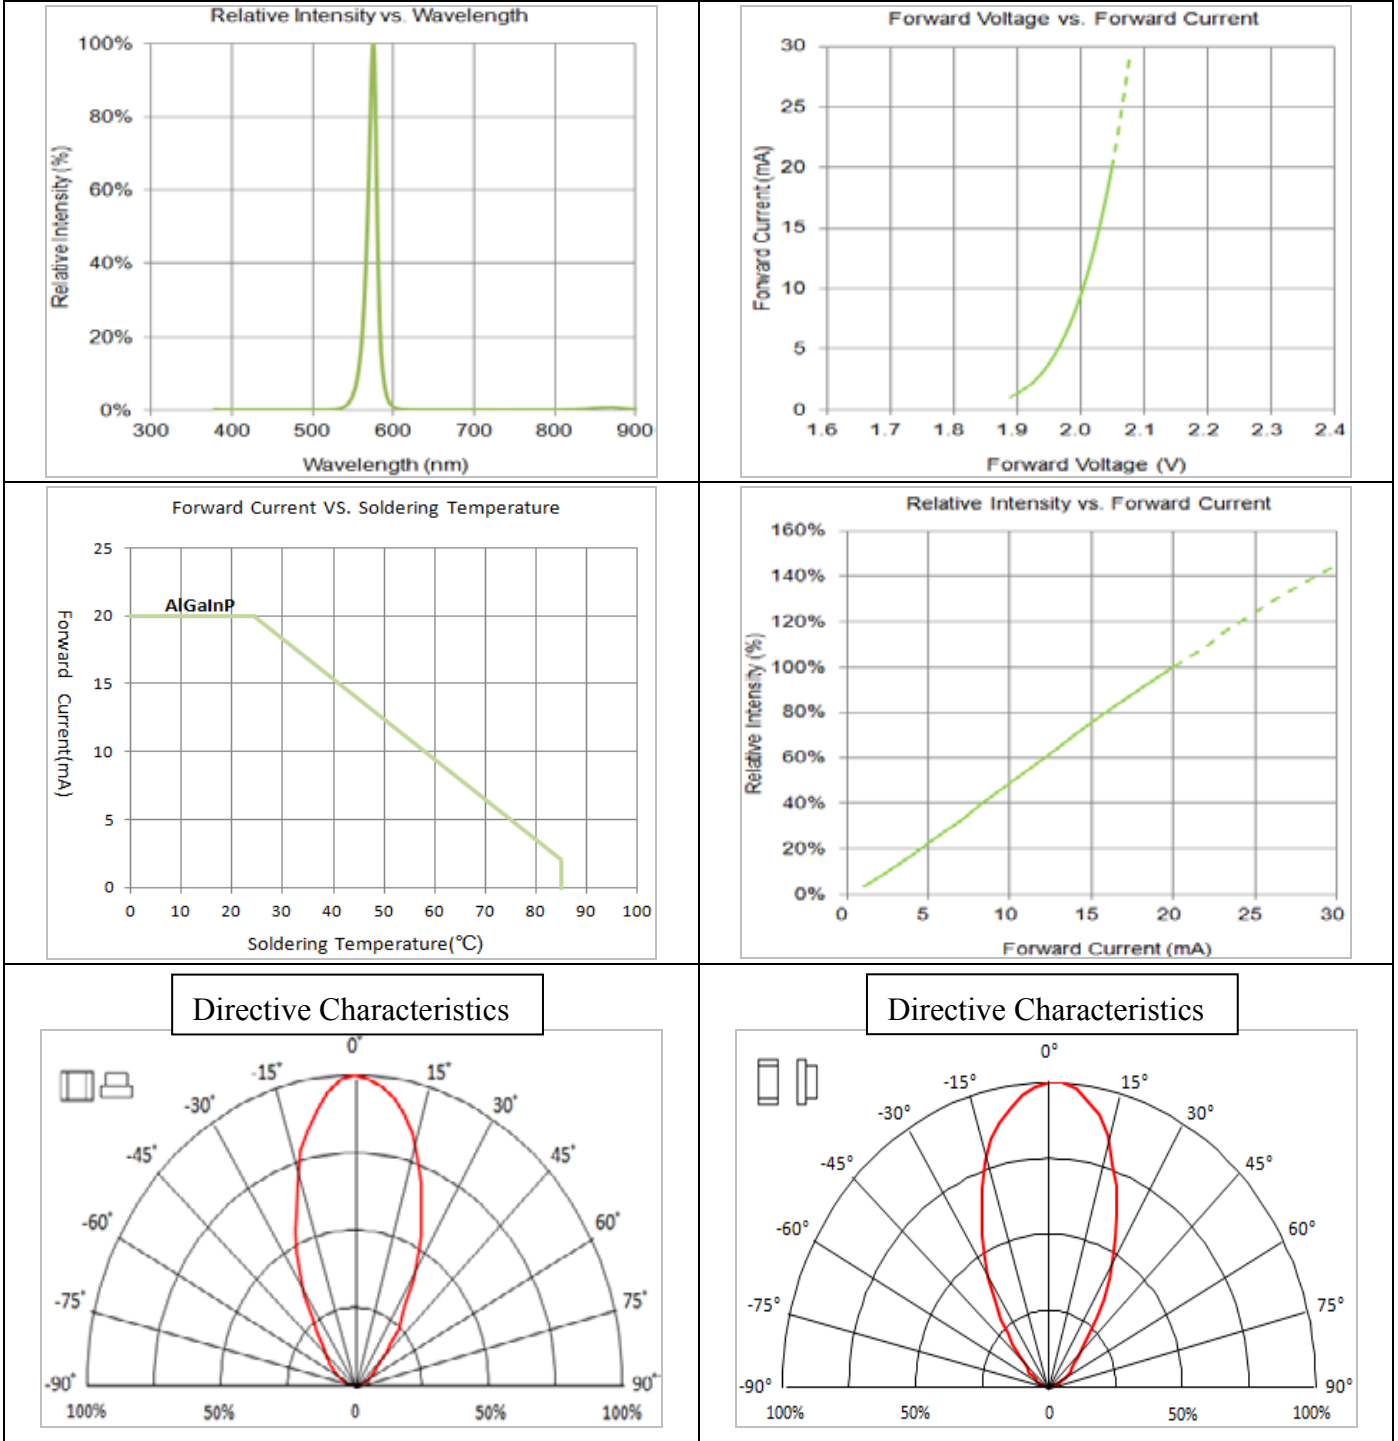 Relative Intensity vs. Wavelength
100%
80%
60%
40%
20%
0%
Relative Intensity (%)
300 400 500 600 700 800 900
Wavelength (nm)
Forward Voltage vs. Forward Current
30
25
20
15
10
5
0
Forward Current (mA)
1.6 1.7 1.8 1.9 2.0 2.1 2.2 2.3 2.4
Forward Voltage (V)
Forward Current VS. Soldering Temperature
25
20
15
10
5
0
AlGaInP
Forward Current(mA)
0 10 20 30 40 50 60 70 80 90 100
Soldering Temperature(℃)
Relative Intensity vs. Forward Current
160%
140%
120%
100%
80%
60%
40%
20%
0%
Relative Intensity (%)
0 5 10 15 20 25 30
Forward Current (mA)
Directive Characteristics
0°
-15° 15°
-30° 30°
-45° 45°
-60° 60°
-75° 75°
-90° 90°
100% 50% 0 50% 100%
Directive Characteristics
0°
-15° 15°
-30° 30°
-45° 45°
-60° 60°
-75° 75°
-90° 90°
100% 50% 0 50% 100%